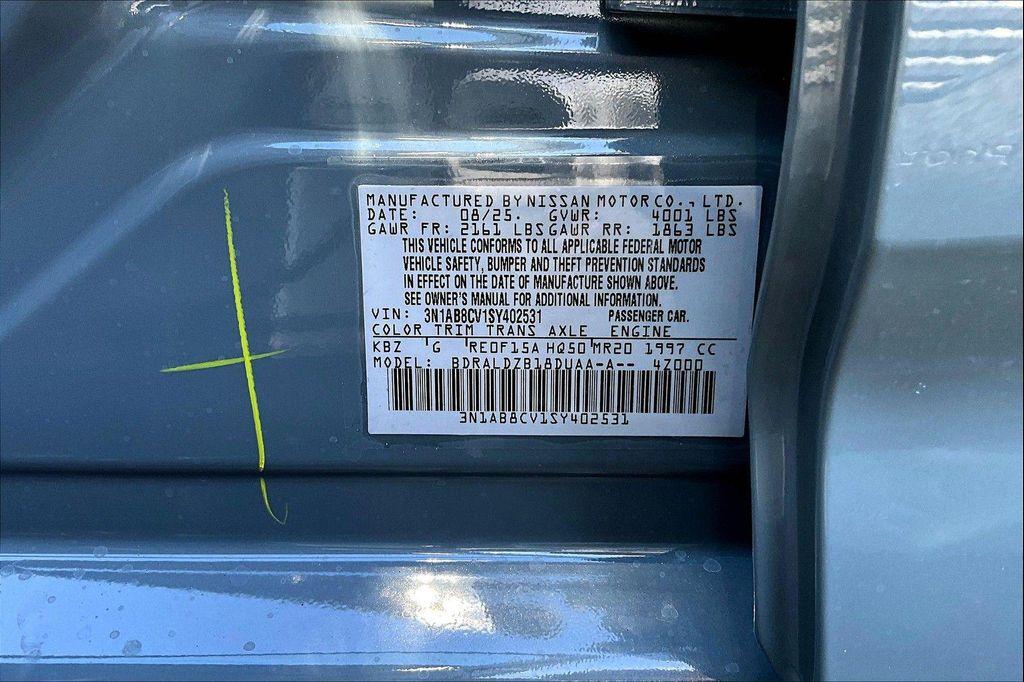 MANUFACTURED BY NISSAN MOTOR CO., LTD.
DATE: 08/25. GVWR: 4001 LBS
GAWR FR: 2161 LBS GAWR RR: 1863 LBS
THIS VEHICLE CONFORMS TO ALL APPLICABLE FEDERAL MOTOR
VEHICLE SAFETY, BUMPER AND THEFT PREVENTION STANDARDS
IN EFFECT ON THE DATE OF MANUFACTURE SHOWN ABOVE.
SEE OWNER'S MANUAL FOR ADDITIONAL INFORMATION.
VIN: 3N1AB8CV1SY402531 PASSENGER CAR.
COLOR TRIM TRANS AXLE ENGINE
KBZ G RE0F15A HQ50 MR20 1997 CC
MODEL: BDRALDZB18DUAA-A-- 4Z000
3N1AB8CV1SY402531